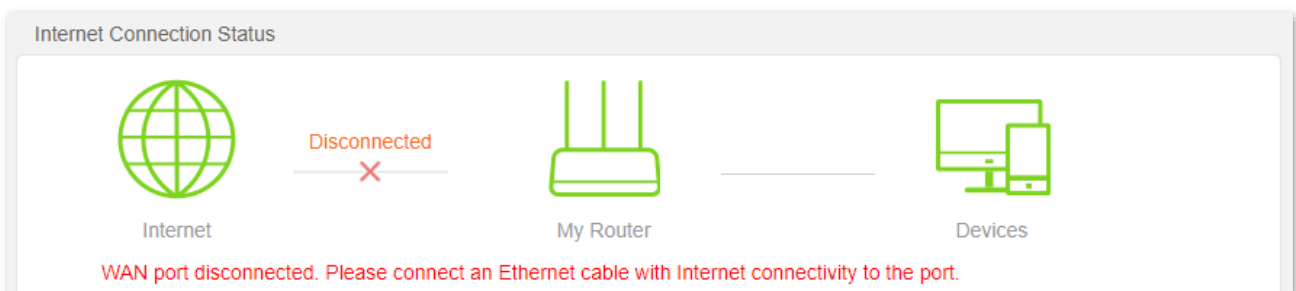 Internet Connection Status
Disconnected
Internet
My Router
Devices
WAN port disconnected. Please connect an Ethernet cable with Internet connectivity to the port.